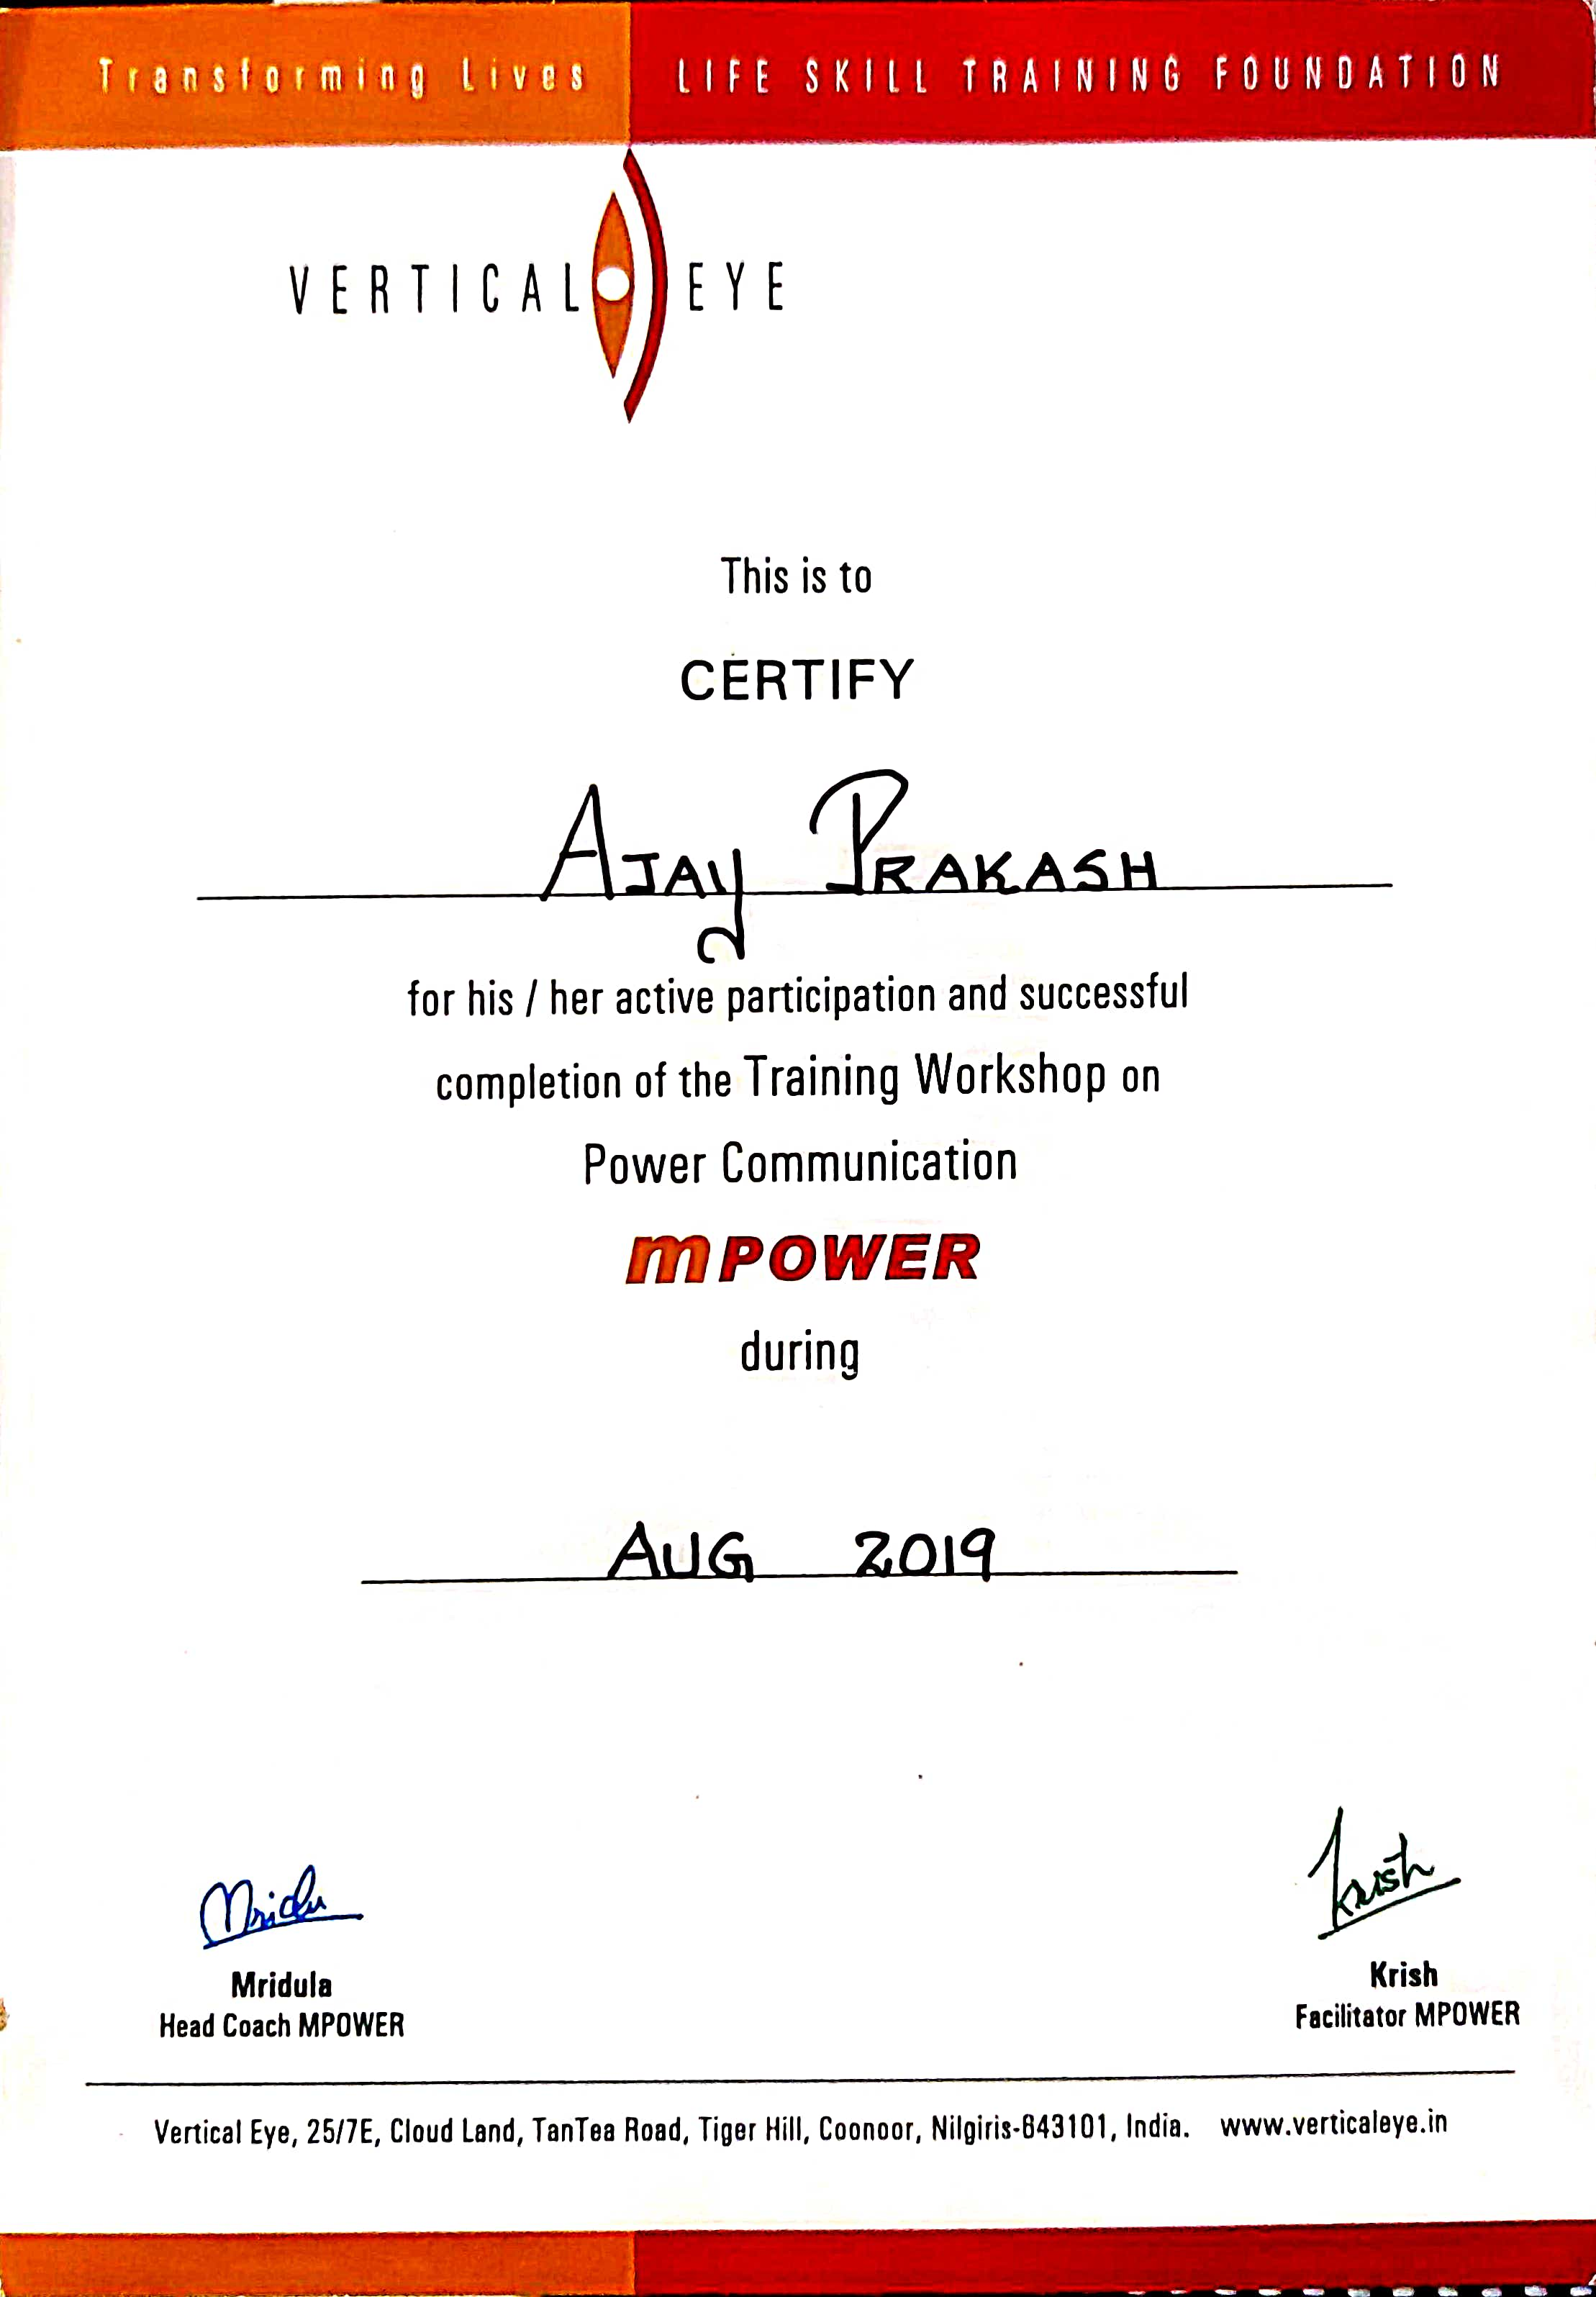 Transforming Lives LIFE SKILL TRAINING FOUNDATION
VERTICAL EYE
This is to
CERTIFY
AJAY PRAKASH
for his / her active participation and successful
completion of the Training Workshop on
Power Communication
mPOWER
during
AUG 2019
Mridu
Krish
Mridula
Krish
Head Coach MPOWER
Facilitator MPOWER
Vertical Eye, 25/7E, Cloud Land, TanTea Road, Tiger Hill, Coonoor, Nilgiris-643101, India. www.verticaleye.in